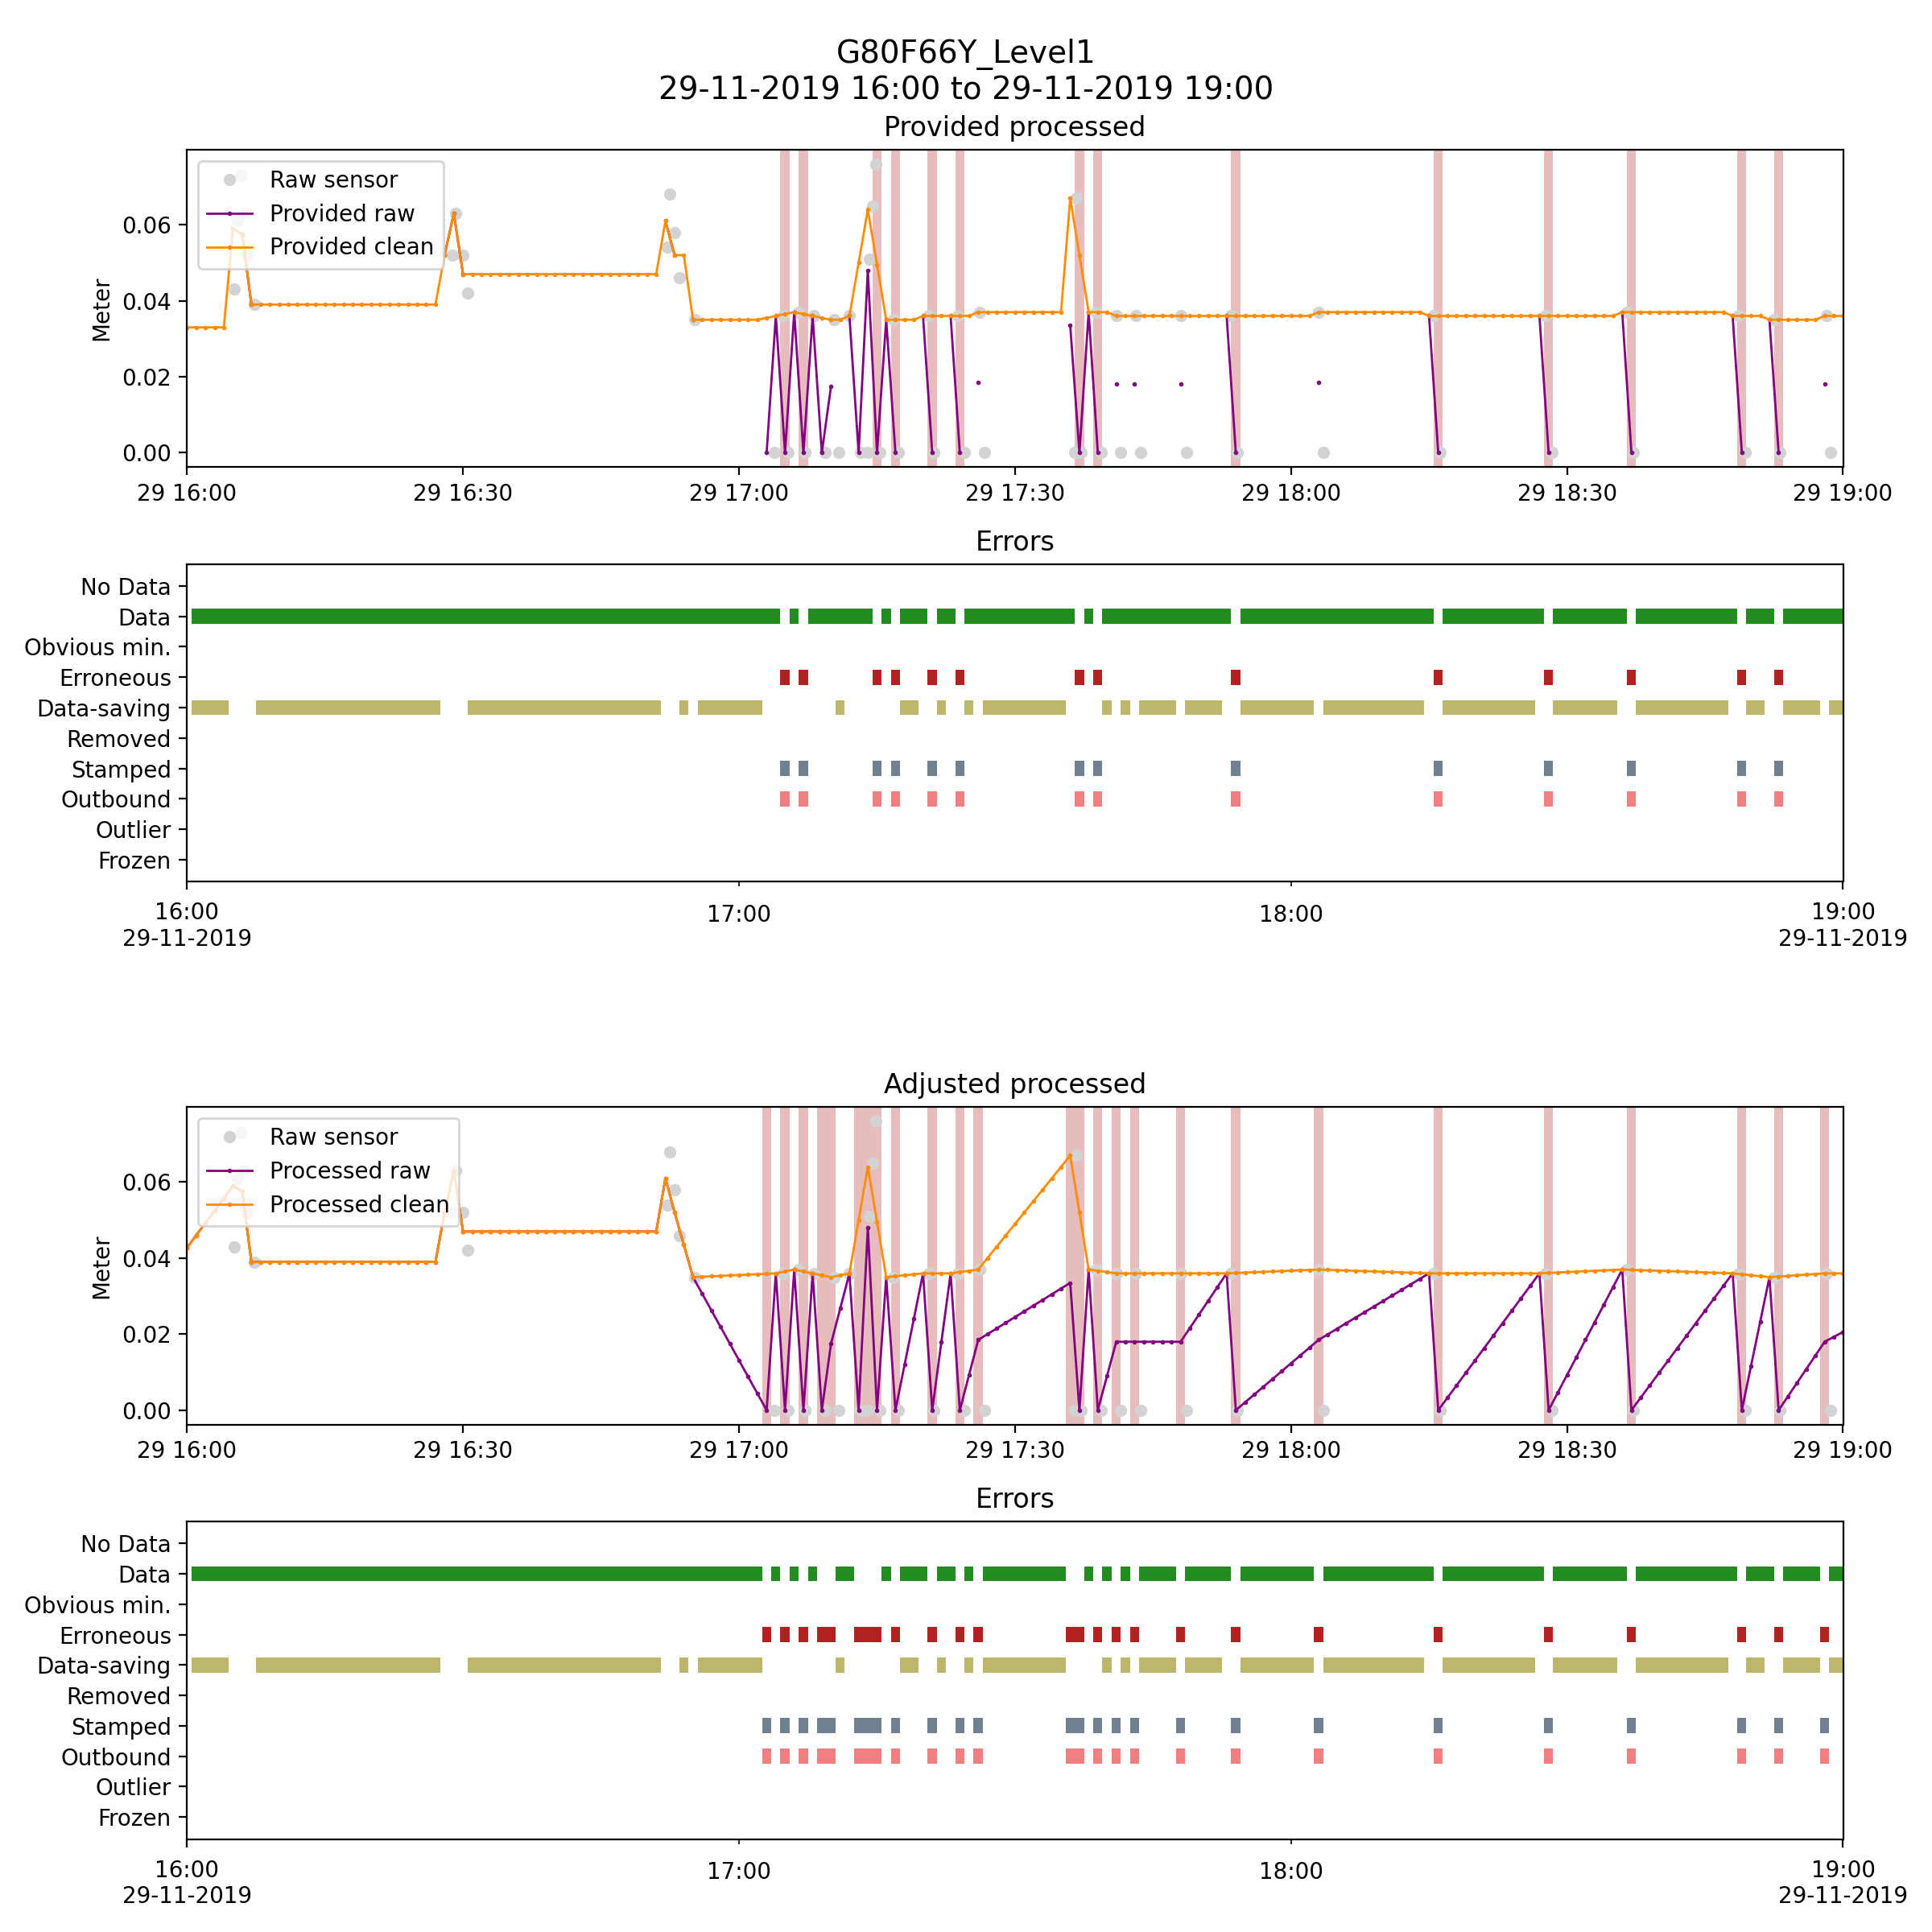 G80F66Y_Level1
29-11-2019 16:00 to 29-11-2019 19:00
Provided processed
Raw sensor
Provided raw
Provided clean
Meter
0.06
0.04
0.02
0.00
29 16:00 29 16:30 29 17:00 29 17:30 29 18:00 29 18:30 29 19:00
Errors
No Data
Data
Obvious min.
Erroneous
Data-saving
Removed
Stamped
Outbound
Outlier
Frozen
16:00 17:00 18:00 19:00
29-11-2019 29-11-2019
Adjusted processed
Raw sensor
Processed raw
Processed clean
Meter
0.06
0.04
0.02
0.00
29 16:00 29 16:30 29 17:00 29 17:30 29 18:00 29 18:30 29 19:00
Errors
No Data
Data
Obvious min.
Erroneous
Data-saving
Removed
Stamped
Outbound
Outlier
Frozen
16:00 17:00 18:00 19:00
29-11-2019 29-11-2019